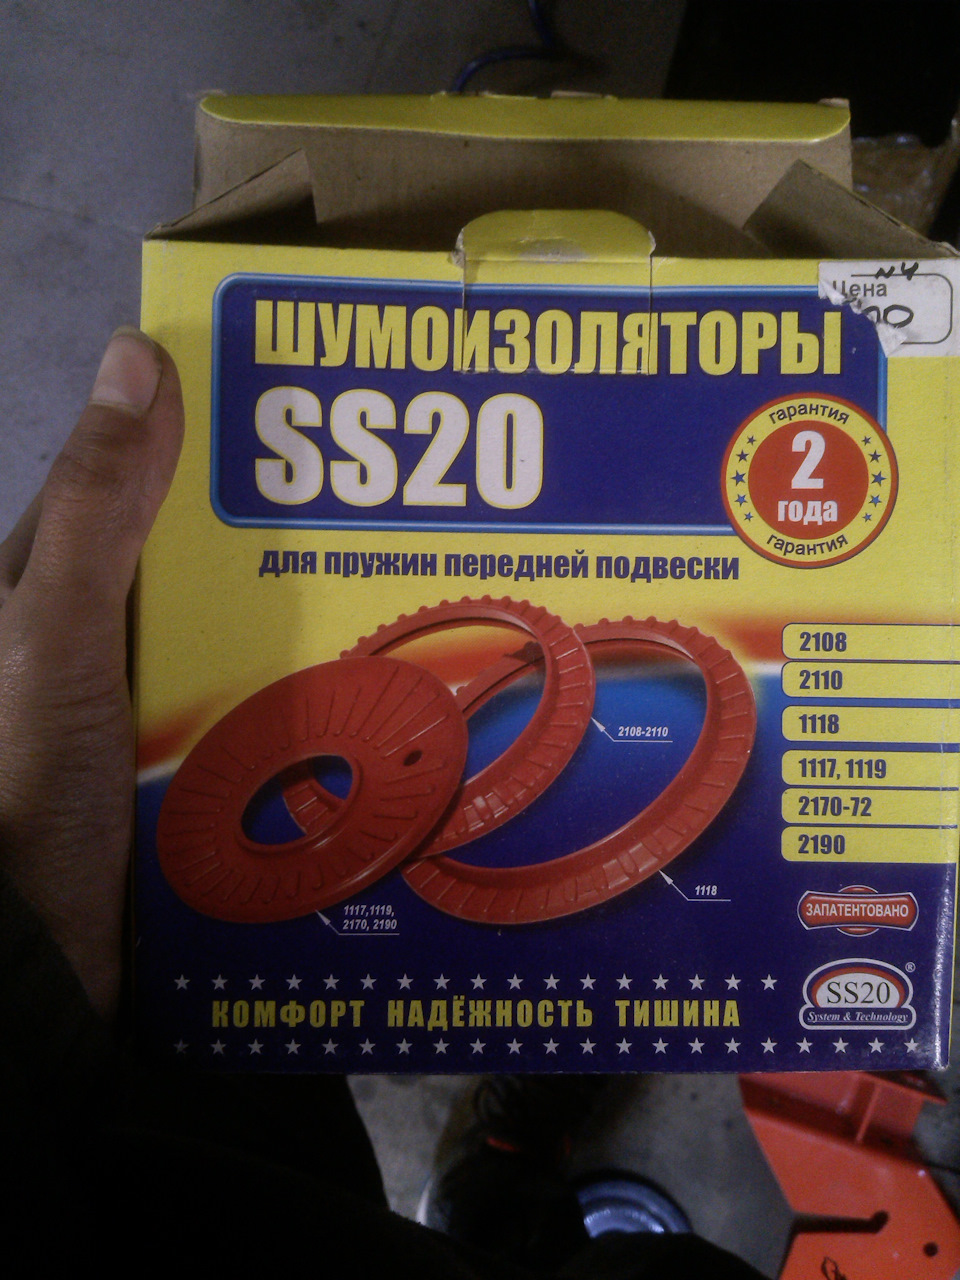 Цена
ШУМОИЗОЛЯТОРЫ
SS20
гарантия
2
года
гарантия
для пружин передней подвески
2108
2110
1118
1117, 1119
2170-72
2190
2108-2110
1118
1117,1119,
2170, 2190
ЗАПАТЕНТОВАНО
SS20 ®
System & Technology
КОМФОРТ НАДЁЖНОСТЬ ТИШИНА